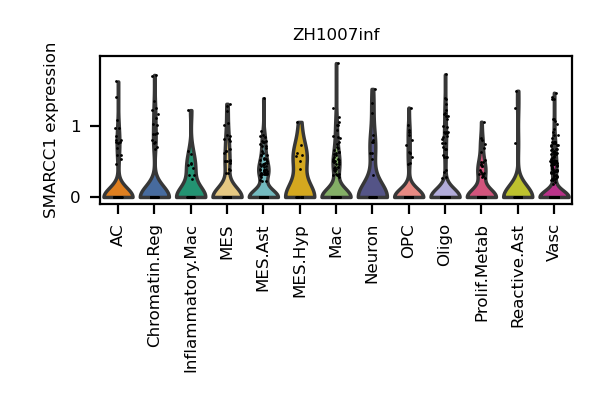 ZH1007inf
SMARCC1 expression
1
0
AC
Chromatin.Reg
Inflammatory.Mac
MES
MES.Ast
MES.Hyp
Mac
Neuron
OPC
Oligo
Prolif.Metab
Reactive.Ast
Vasc